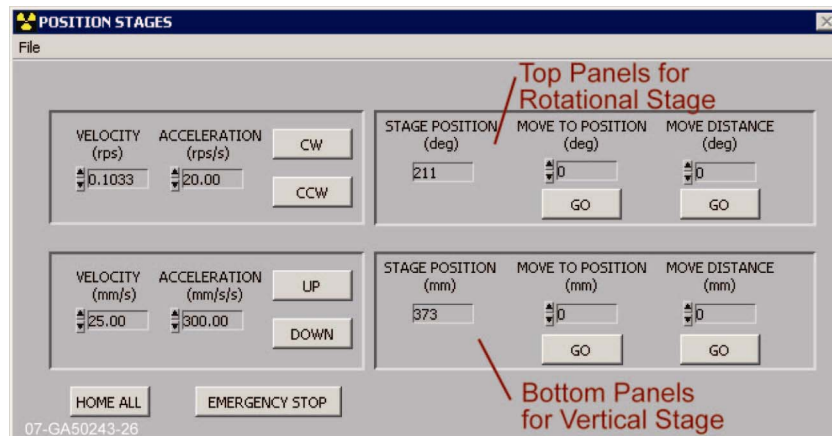 POSITION STAGES
File
Top Panels for
Rotational Stage
VELOCITY
(rps)
0.1033
ACCELERATION
(rps/s)
20.00
CW
CCW
STAGE POSITION
(deg)
211
MOVE TO POSITION
(deg)
0
GO
MOVE DISTANCE
(deg)
0
GO
VELOCITY
(mm/s)
25.00
ACCELERATION
(mm/s/s)
300.00
UP
DOWN
STAGE POSITION
(mm)
373
MOVE TO POSITION
(mm)
0
GO
MOVE DISTANCE
(mm)
0
GO
Bottom Panels
for Vertical Stage
HOME ALL
EMERGENCY STOP
07-GA50243-26